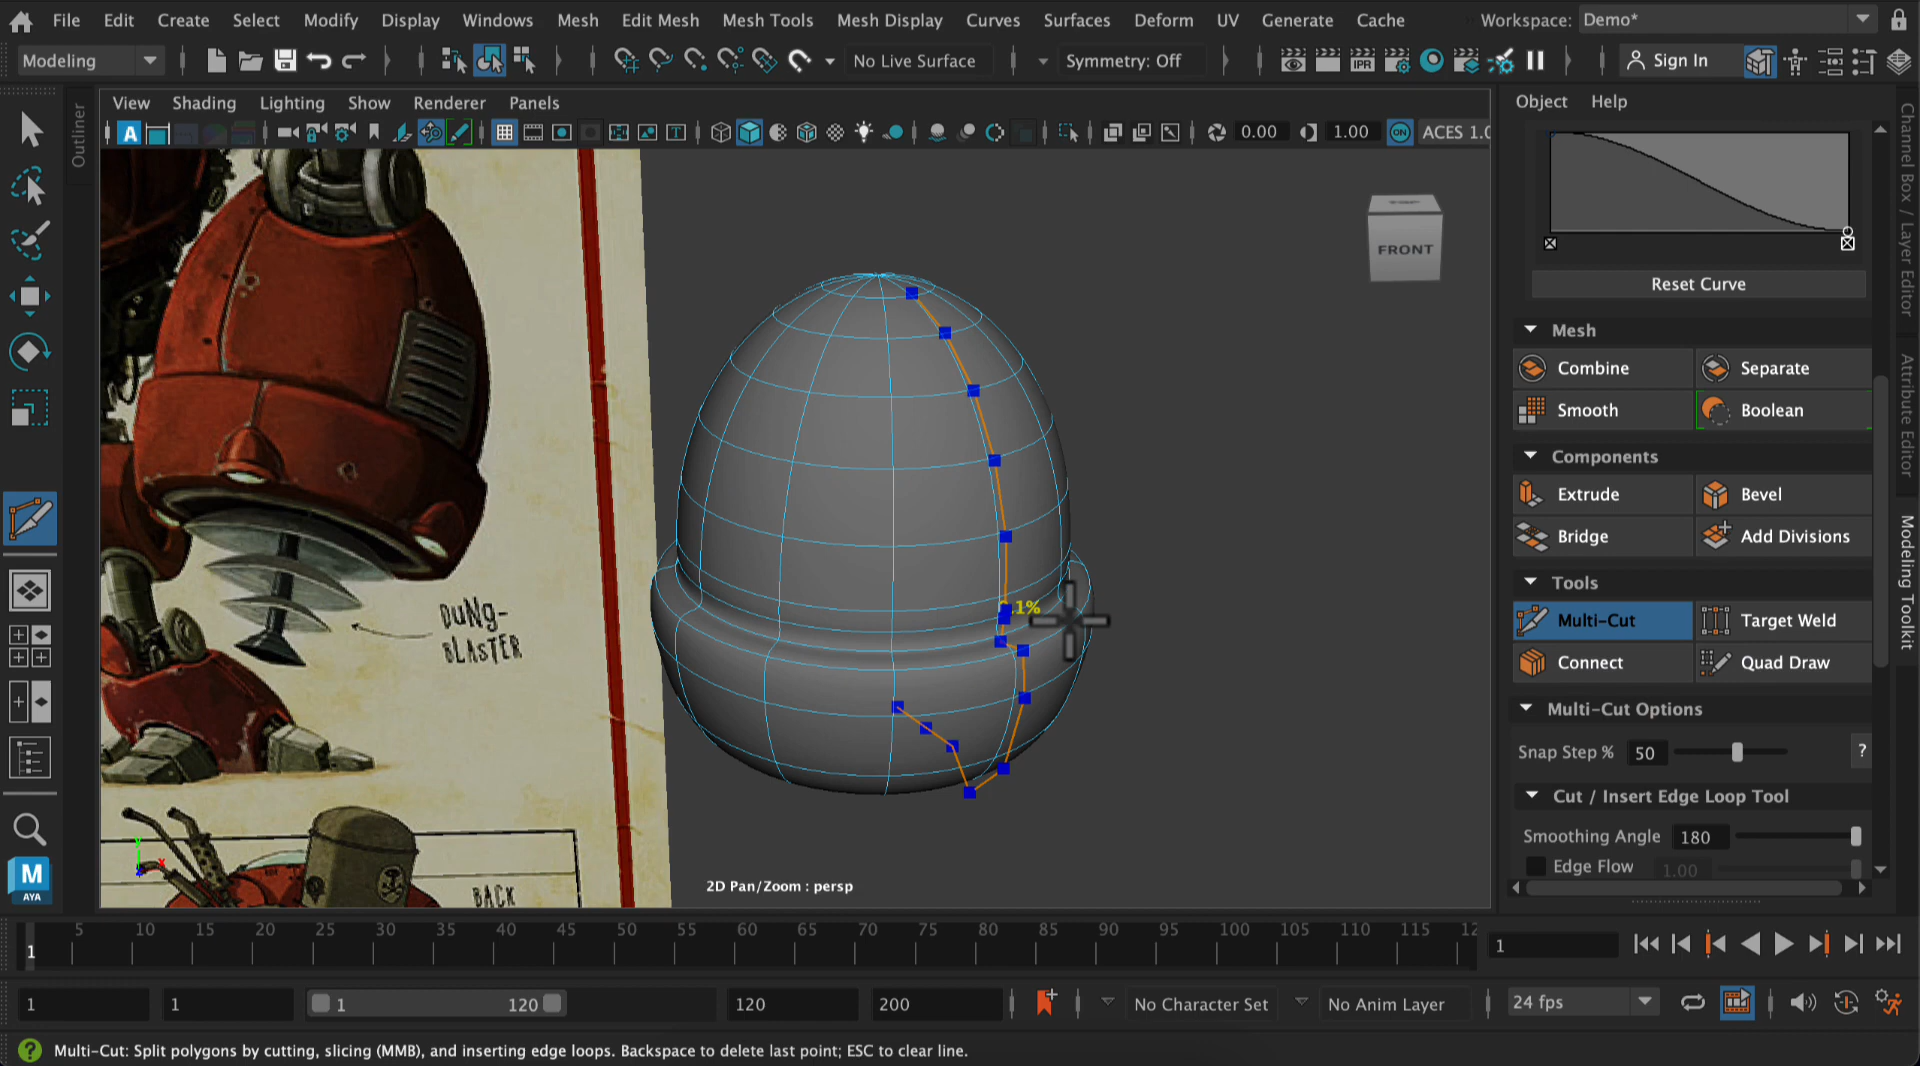 File Edit Create Select Modify Display Windows Mesh Edit Mesh Mesh Tools Mesh Display Curves Surfaces Deform UV Generate Cache Workspace: Demo*
Modeling No Live Surface Symmetry: Off IPR Sign In
View Shading Lighting Show Renderer Panels Object Help
A T 0.00 1.00 ON ACES 1.0
Outliner
TOP
FRONT
DUNG-
BLASTER
BACK
1%
y
x
2D Pan/Zoom : persp
Reset Curve
Mesh
Combine Separate
Smooth Boolean
Components
Extrude Bevel
Bridge Add Divisions
Tools
Multi-Cut Target Weld
Connect Quad Draw
Multi-Cut Options
Snap Step % 50 ?
Cut / Insert Edge Loop Tool
Smoothing Angle 180
Edge Flow 1.00
Channel Box / Layer Editor
Attribute Editor
Modeling Toolkit
M
AYA
5 10 15 20 25 30 35 40 45 50 55 60 65 70 75 80 85 90 95 100 105 110 115 12
1 1
1 1 1 120 120 200 No Character Set No Anim Layer 24 fps
? Multi-Cut: Split polygons by cutting, slicing (MMB), and inserting edge loops. Backspace to delete last point; ESC to clear line.